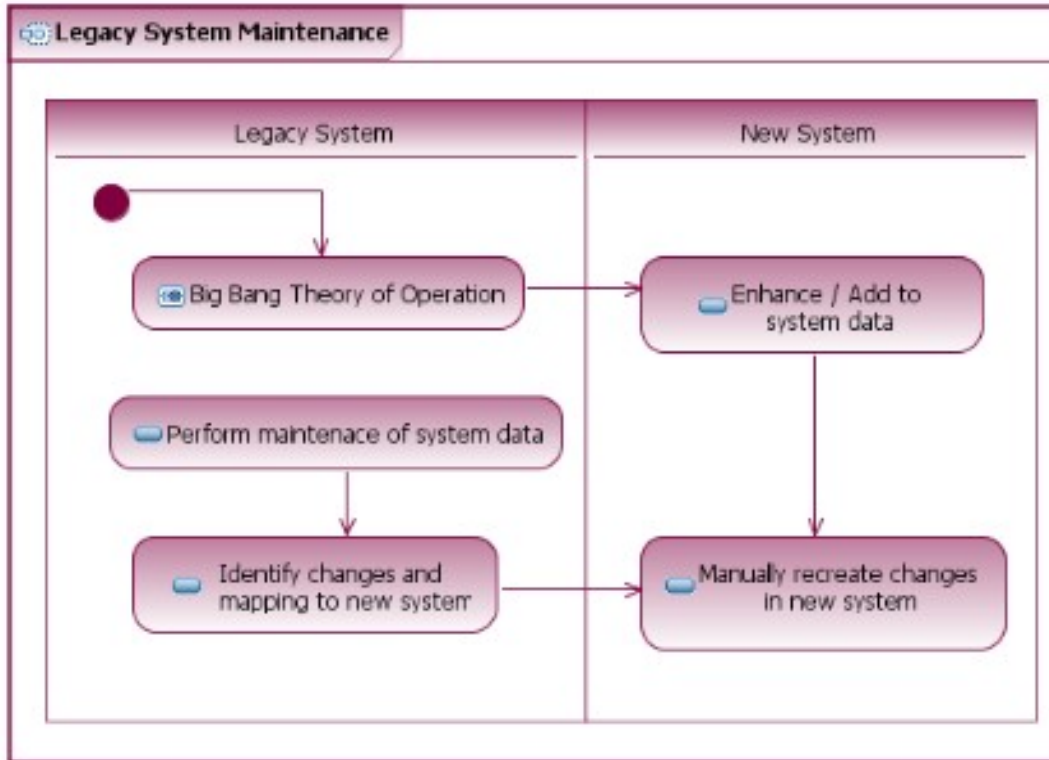 Legacy System Maintenance
Legacy System
New System
Big Bang Theory of Operation
Enhance / Add to
system data
Perform maintenace of system data
Identify changes and
mapping to new system
Manually recreate changes
in new system